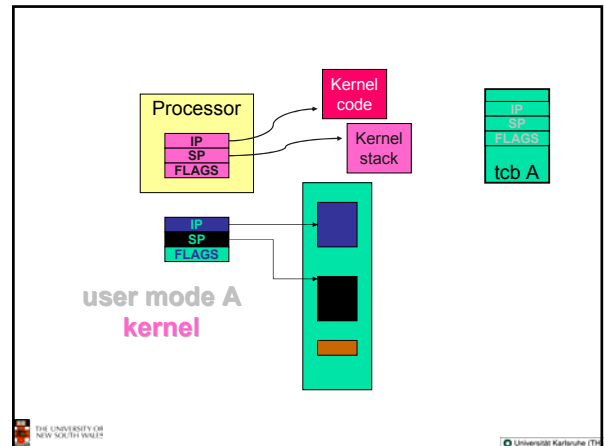 Kernel
code
Processor
Kernel
stack
IP
SP
FLAGS
IP
SP
FLAGS
tcb A
IP
SP
FLAGS
user mode A
kernel
THE UNIVERSITY OF
NEW SOUTH WALES
Universität Karlsruhe (TH